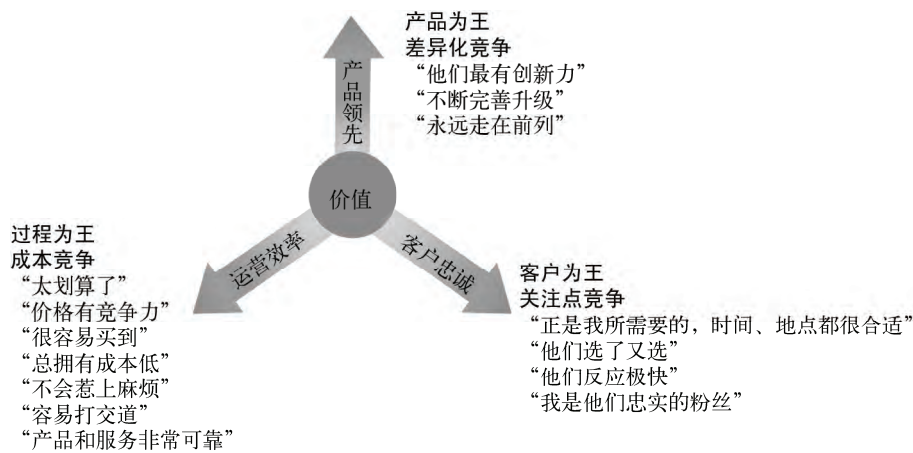 产品为王
差异化竞争
“他们最有创新力”
“不断完善升级”
“永远走在前列”
产品领先
价值
运营效率
客户忠诚
过程为王
成本竞争
“太划算了”
“价格有竞争力”
“很容易买到”
“总拥有成本低”
“不会惹上麻烦”
“容易打交道”
“产品和服务非常可靠”
客户为王
关注点竞争
“正是我所需要的，时间、地点都很合适”
“他们选了又选”
“他们反应极快”
“我是他们忠实的粉丝”